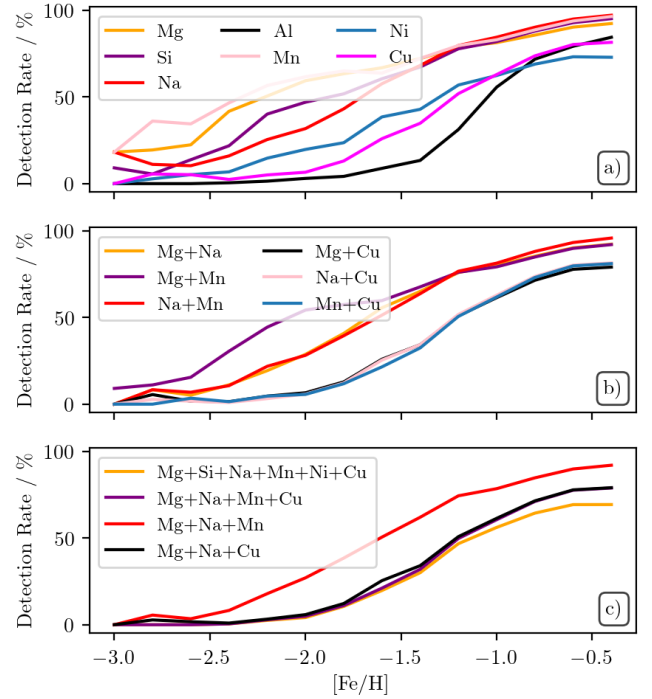 Detection Rate / %
100
50
0
Mg
Si
Na
Al
Mn
Ni
Cu
a)
Detection Rate / %
100
50
0
Mg+Na
Mg+Mn
Na+Mn
Mg+Cu
Na+Cu
Mn+Cu
b)
Detection Rate / %
100
50
0
Mg+Si+Na+Mn+Ni+Cu
Mg+Na+Mn+Cu
Mg+Na+Mn
Mg+Na+Cu
c)
−3.0 −2.5 −2.0 −1.5 −1.0 −0.5
[Fe/H]